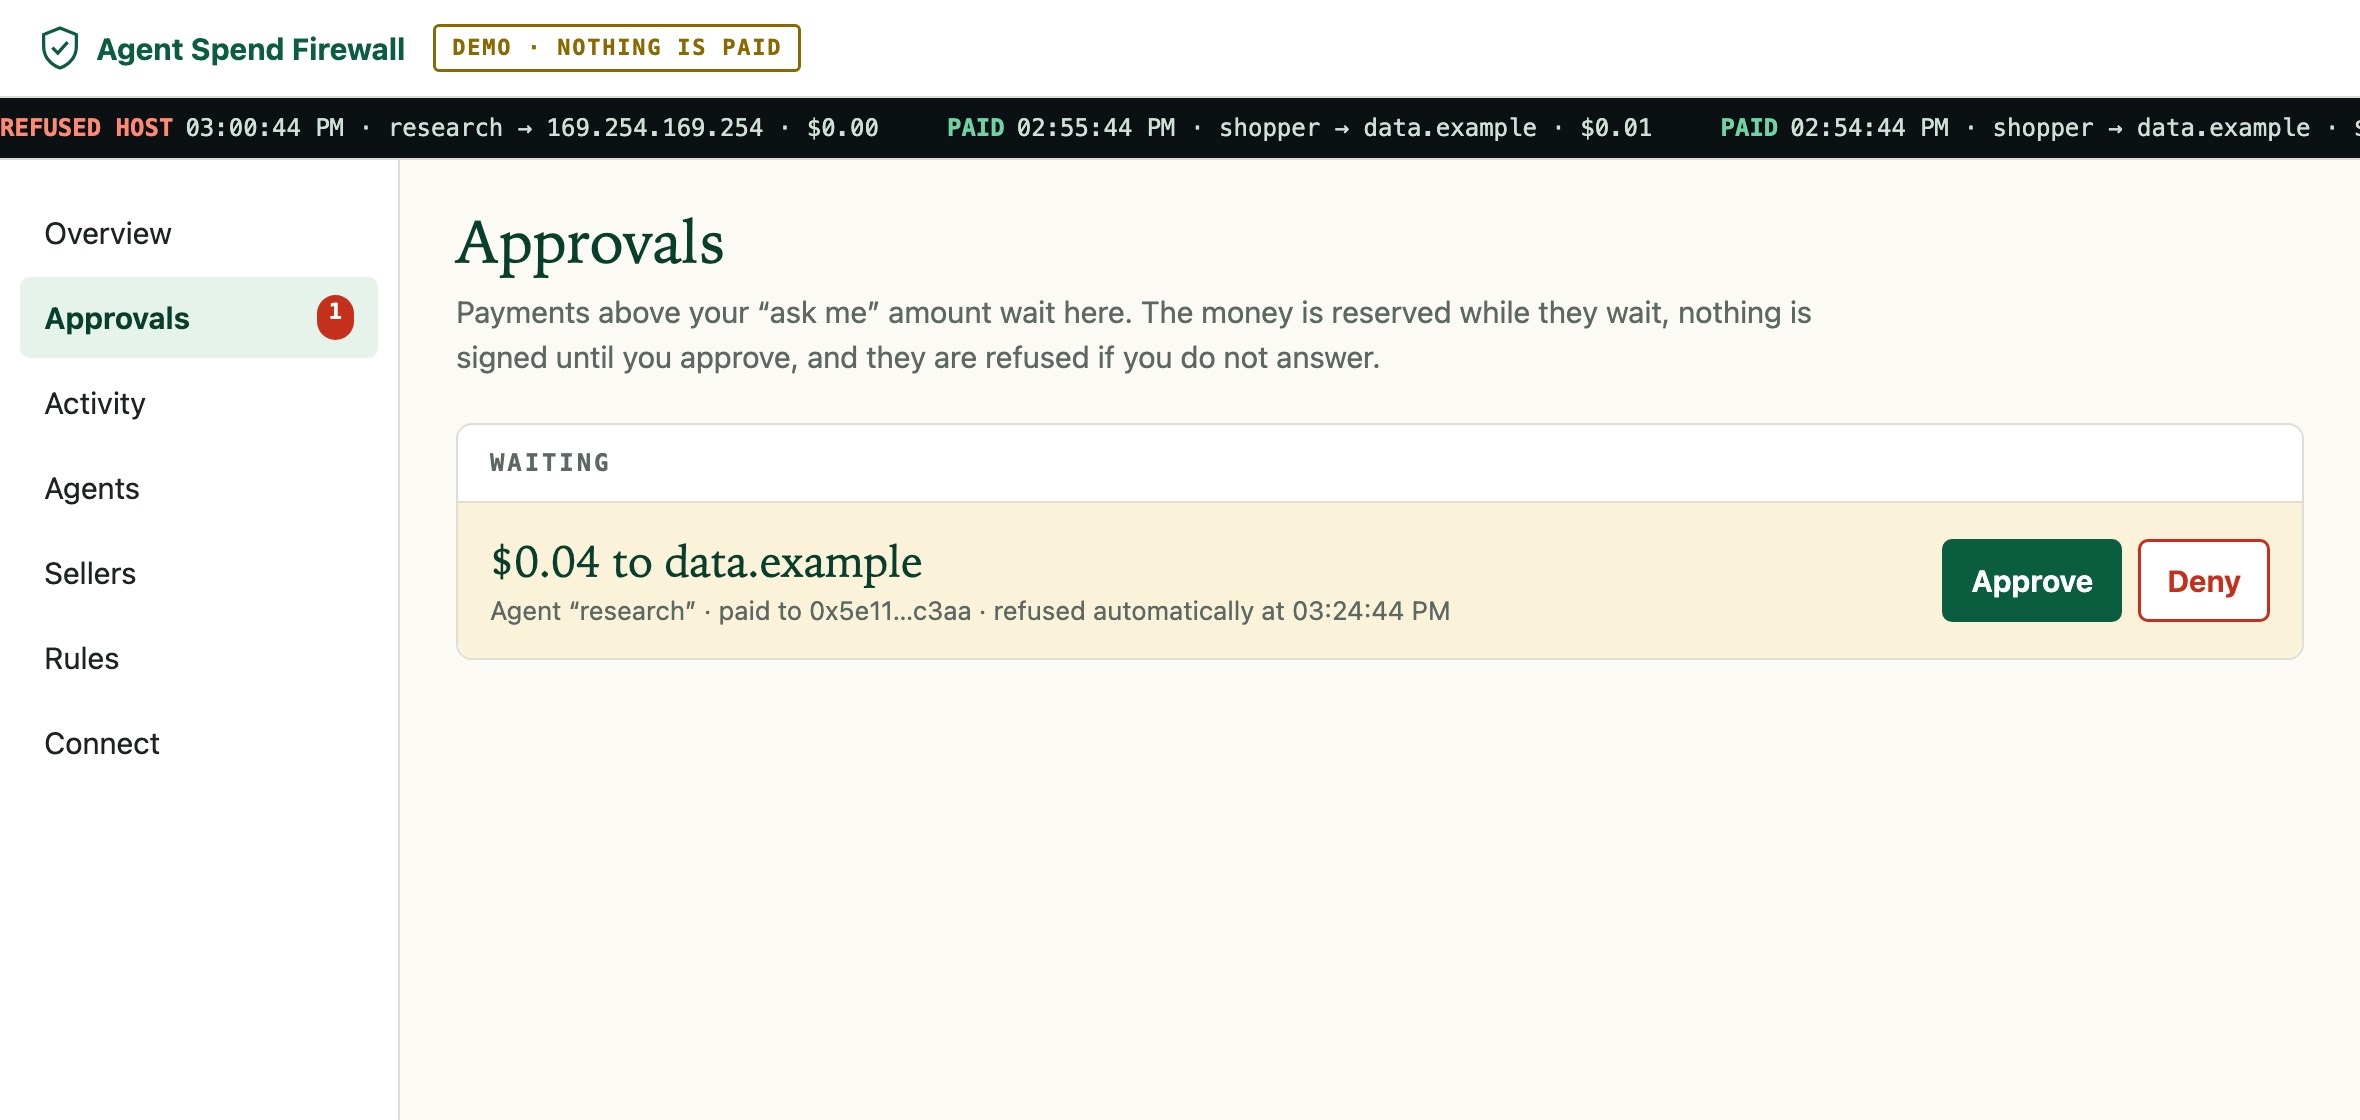 Agent Spend Firewall
DEMO · NOTHING IS PAID
REFUSED HOST 03:00:44 PM · research → 169.254.169.254 · $0.00 PAID 02:55:44 PM · shopper → data.example · $0.01 PAID 02:54:44 PM · shopper → data.example ·
Overview
Approvals
1
Activity
Agents
Sellers
Rules
Connect
Approvals
Payments above your “ask me” amount wait here. The money is reserved while they wait, nothing is
signed until you approve, and they are refused if you do not answer.
WAITING
$0.04 to data.example
Agent “research” · paid to 0x5e11…c3aa · refused automatically at 03:24:44 PM
Approve
Deny